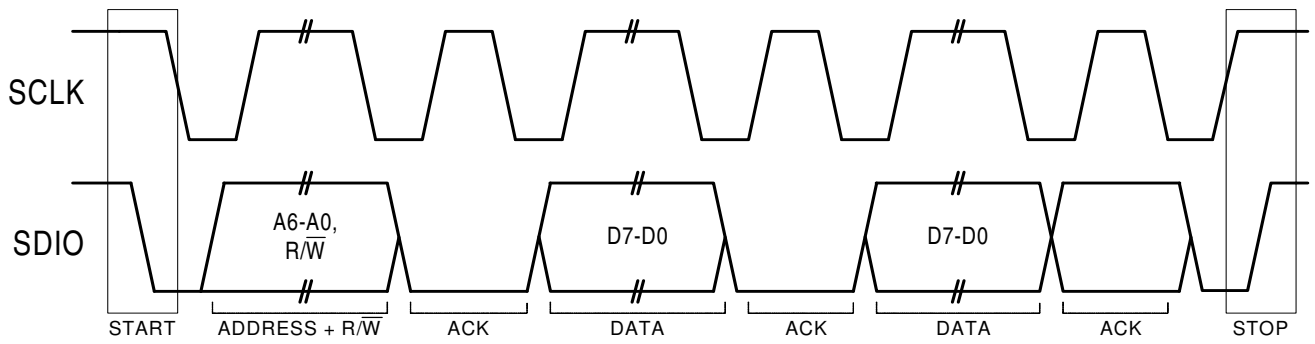 SCLK
SDIO
A6-A0,
R/W̅
D7-D0
D7-D0
START
ADDRESS + R/W̅
ACK
DATA
ACK
DATA
ACK
STOP